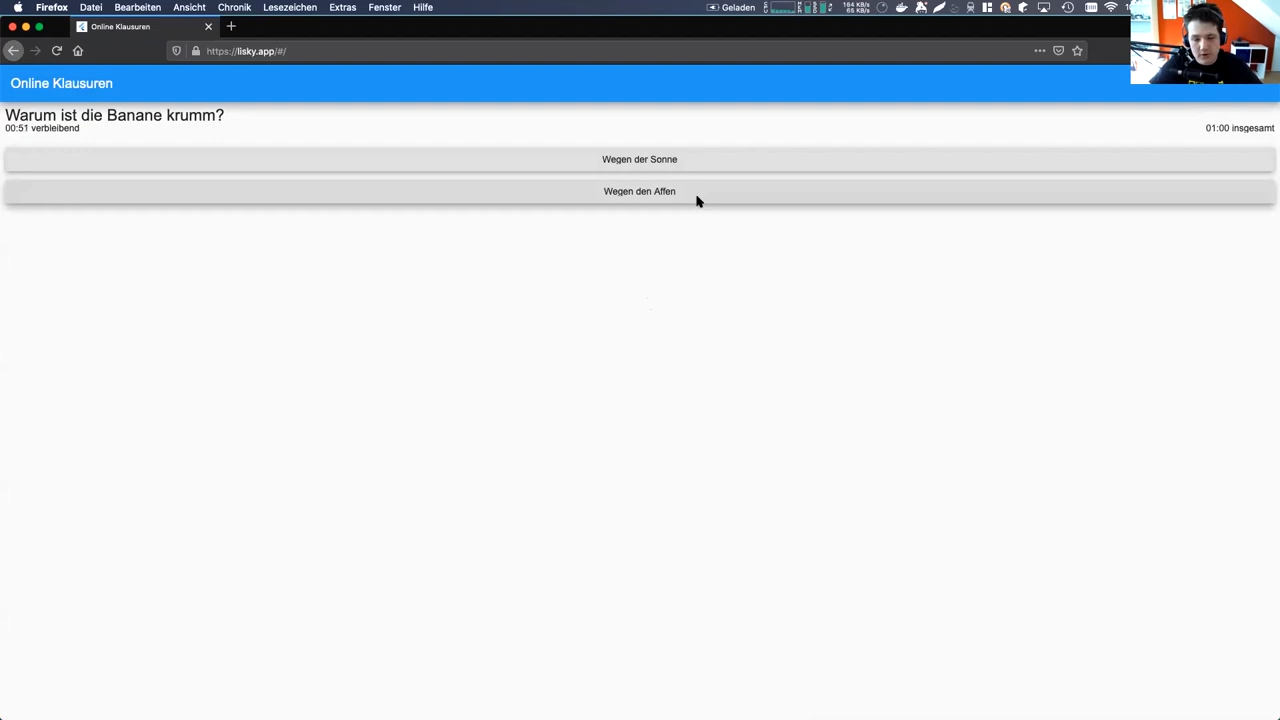 Firefox Datei Bearbeiten Ansicht Chronik Lesezeichen Extras Fenster Hilfe Geladen
Online Klausuren
https://lisky.app/#/
Online Klausuren
Warum ist die Banane krumm?
00:51 verbleibend 01:00 insgesamt
Wegen der Sonne
Wegen den Affen